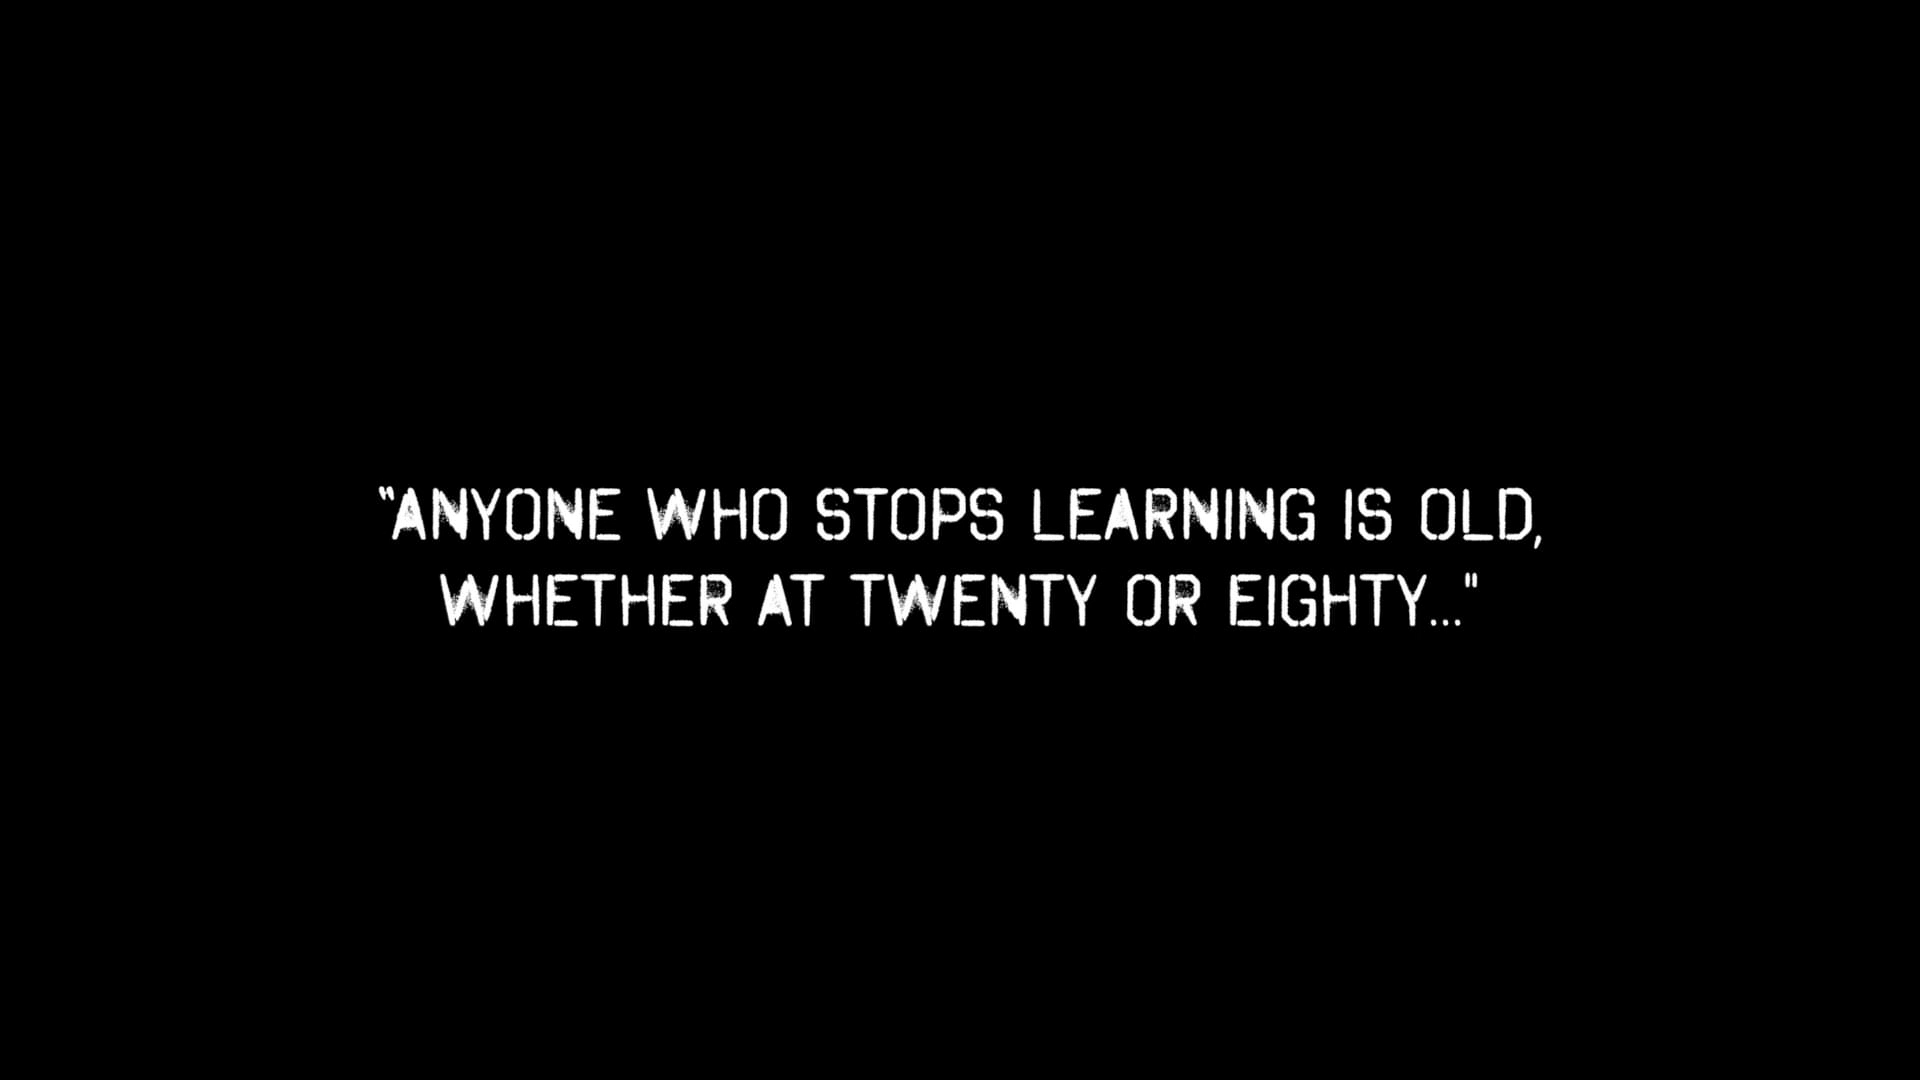 "ANYONE WHO STOPS LEARNING IS OLD,
WHETHER AT TWENTY OR EIGHTY..."